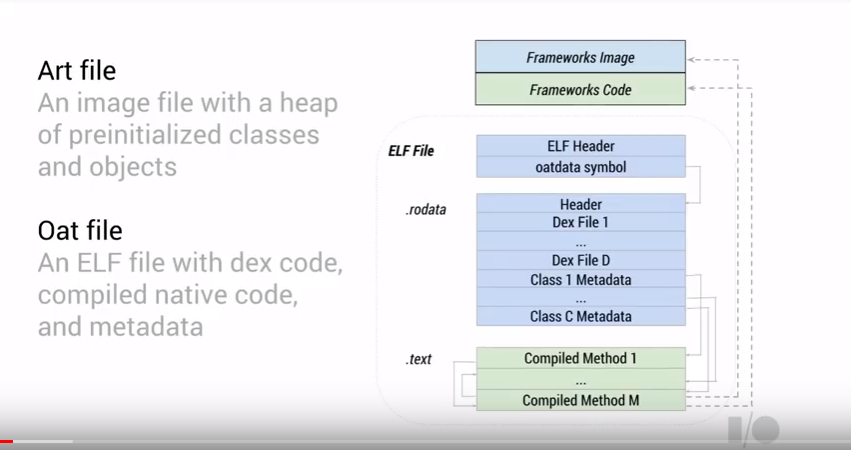 Art file
An image file with a heap
of preinitialized classes
and objects
Oat file
An ELF file with dex code,
compiled native code,
and metadata
Frameworks Image
Frameworks Code
ELF File
ELF Header
oatdata symbol
.rodata
Header
Dex File 1
...
Dex File D
Class 1 Metadata
...
Class C Metadata
.text
Compiled Method 1
...
Compiled Method M
I/O